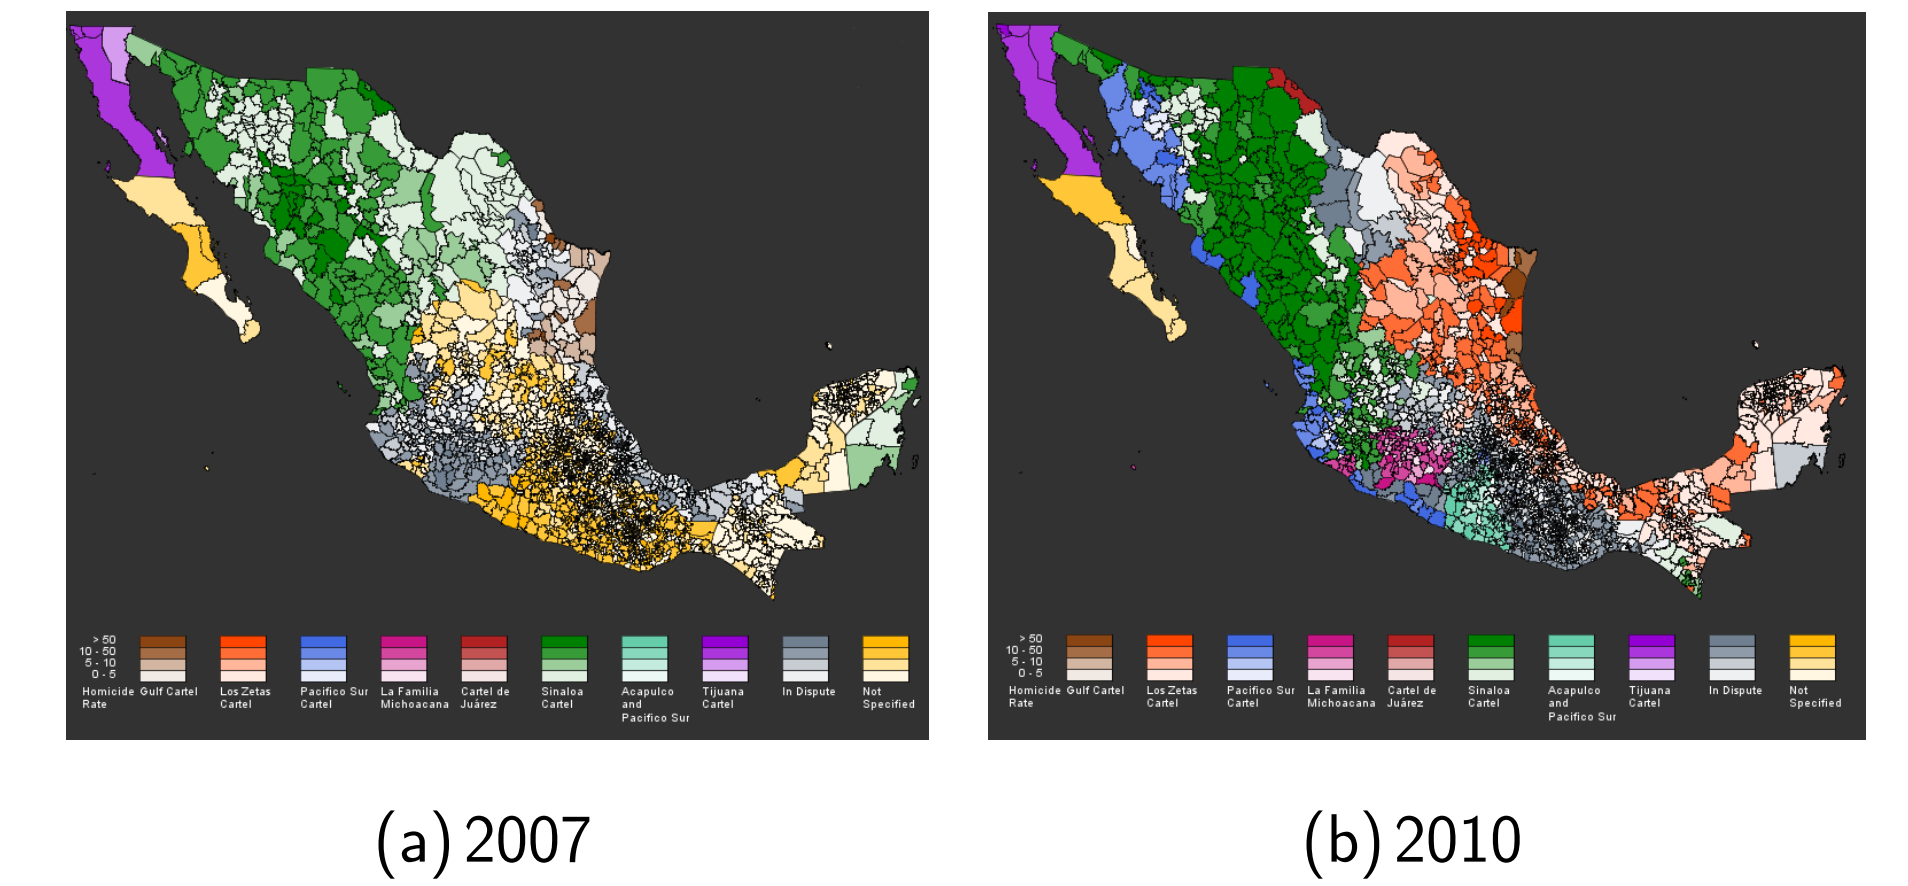 > 50
10 - 50
5 - 10
0 - 5
Homicide Rate
Gulf Cartel
Los Zetas Cartel
Pacifico Sur Cartel
La Familia Michoacana
Cartel de Juárez
Sinaloa Cartel
Acapulco and Pacifico Sur
Tijuana Cartel
In Dispute
Not Specified
(a) 2007
> 50
10 - 50
5 - 10
0 - 5
Homicide Rate
Gulf Cartel
Los Zetas Cartel
Pacifico Sur Cartel
La Familia Michoacana
Cartel de Juárez
Sinaloa Cartel
Acapulco and Pacifico Sur
Tijuana Cartel
In Dispute
Not Specified
(b) 2010